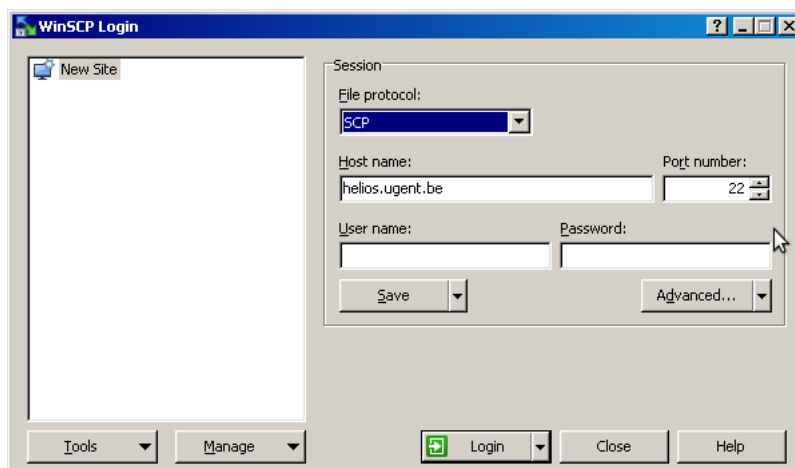 WinSCP Login
New Site
Session
File protocol:
SCP
Host name:
Port number:
helios.ugent.be
22
User name:
Password:
Save
Advanced...
Tools
Manage
Login
Close
Help